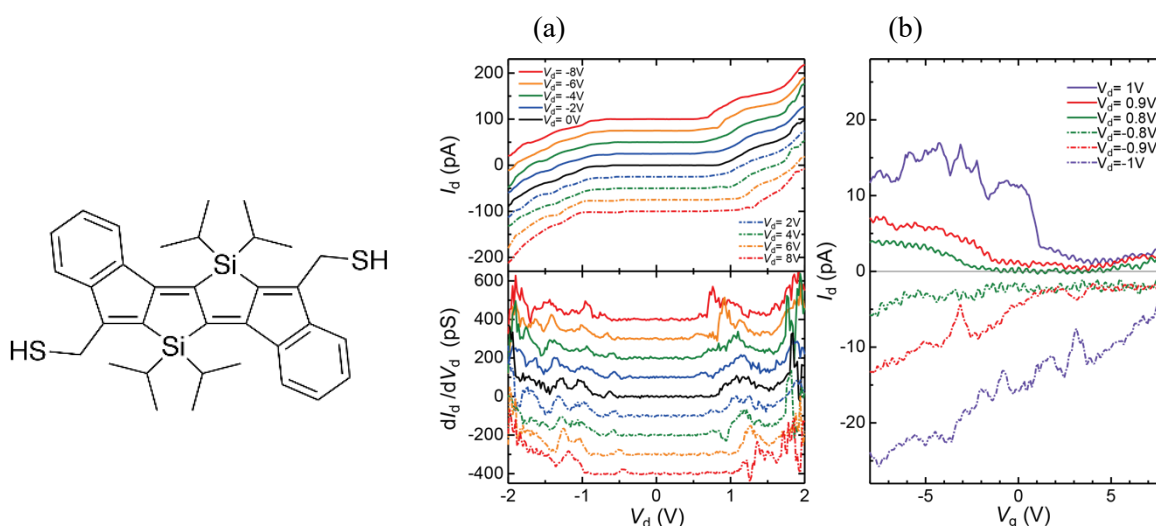 (a)
(b)
Si
SH
HS
Si
V_d= -8V
V_d= -6V
V_d= -4V
V_d= -2V
V_d= 0V
V_d= 2V
V_d= 4V
V_d= 6V
V_d= 8V
200
100
0
-100
-200
I_d (pA)
600
400
200
0
-200
-400
dI_d/dV_d (pS)
-2
-1
0
1
2
V_d (V)
V_d= 1V
V_d= 0.9V
V_d= 0.8V
V_d=-0.8V
V_d=-0.9V
V_d=-1V
20
10
0
-10
-20
I_d (pA)
-5
0
5
V_g (V)